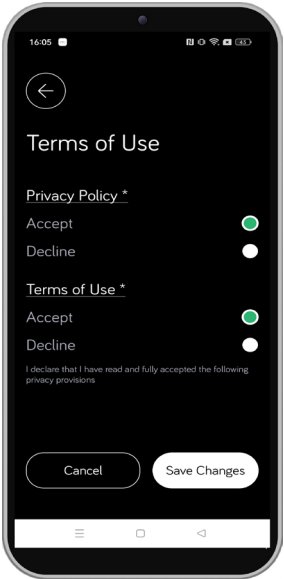 16:05
45
Terms of Use
Privacy Policy *
Accept
Decline
Terms of Use *
Accept
Decline
I declare that I have read and fully accepted the following
privacy provisions
Cancel
Save Changes